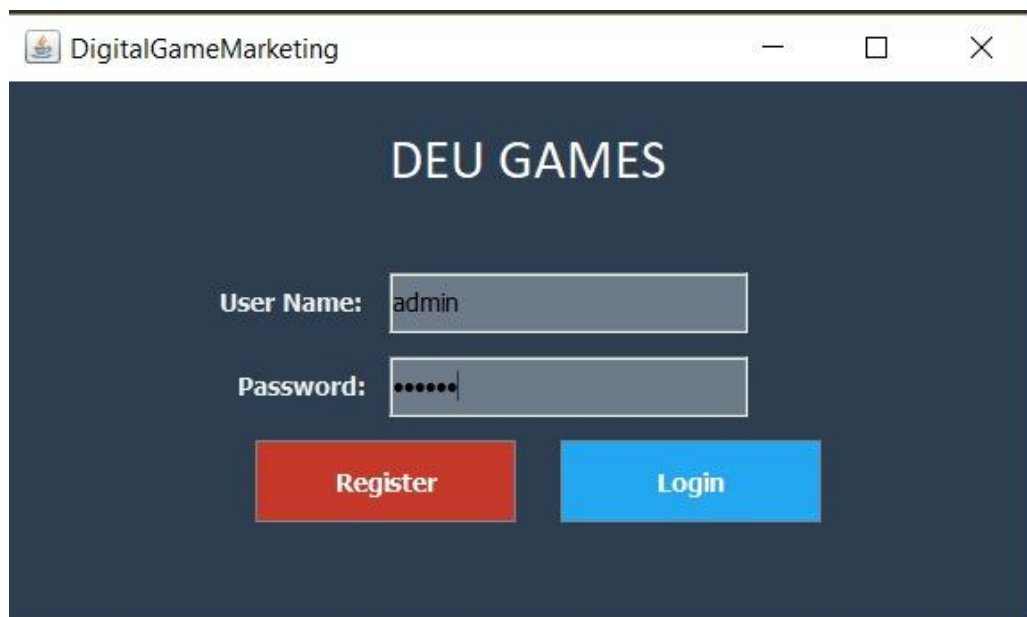 DigitalGameMarketing
DEU GAMES
User Name: admin
Password: ••••••
Register Login